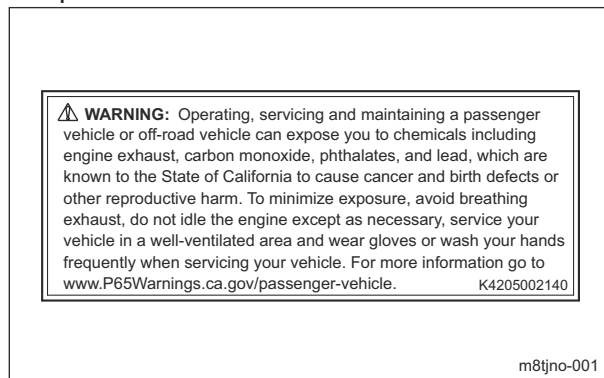 ⚠ WARNING: Operating, servicing and maintaining a passenger
vehicle or off-road vehicle can expose you to chemicals including
engine exhaust, carbon monoxide, phthalates, and lead, which are
known to the State of California to cause cancer and birth defects or
other reproductive harm. To minimize exposure, avoid breathing
exhaust, do not idle the engine except as necessary, service your
vehicle in a well-ventilated area and wear gloves or wash your hands
frequently when servicing your vehicle. For more information go to
www.P65Warnings.ca.gov/passenger-vehicle. K4205002140
m8tjno-001